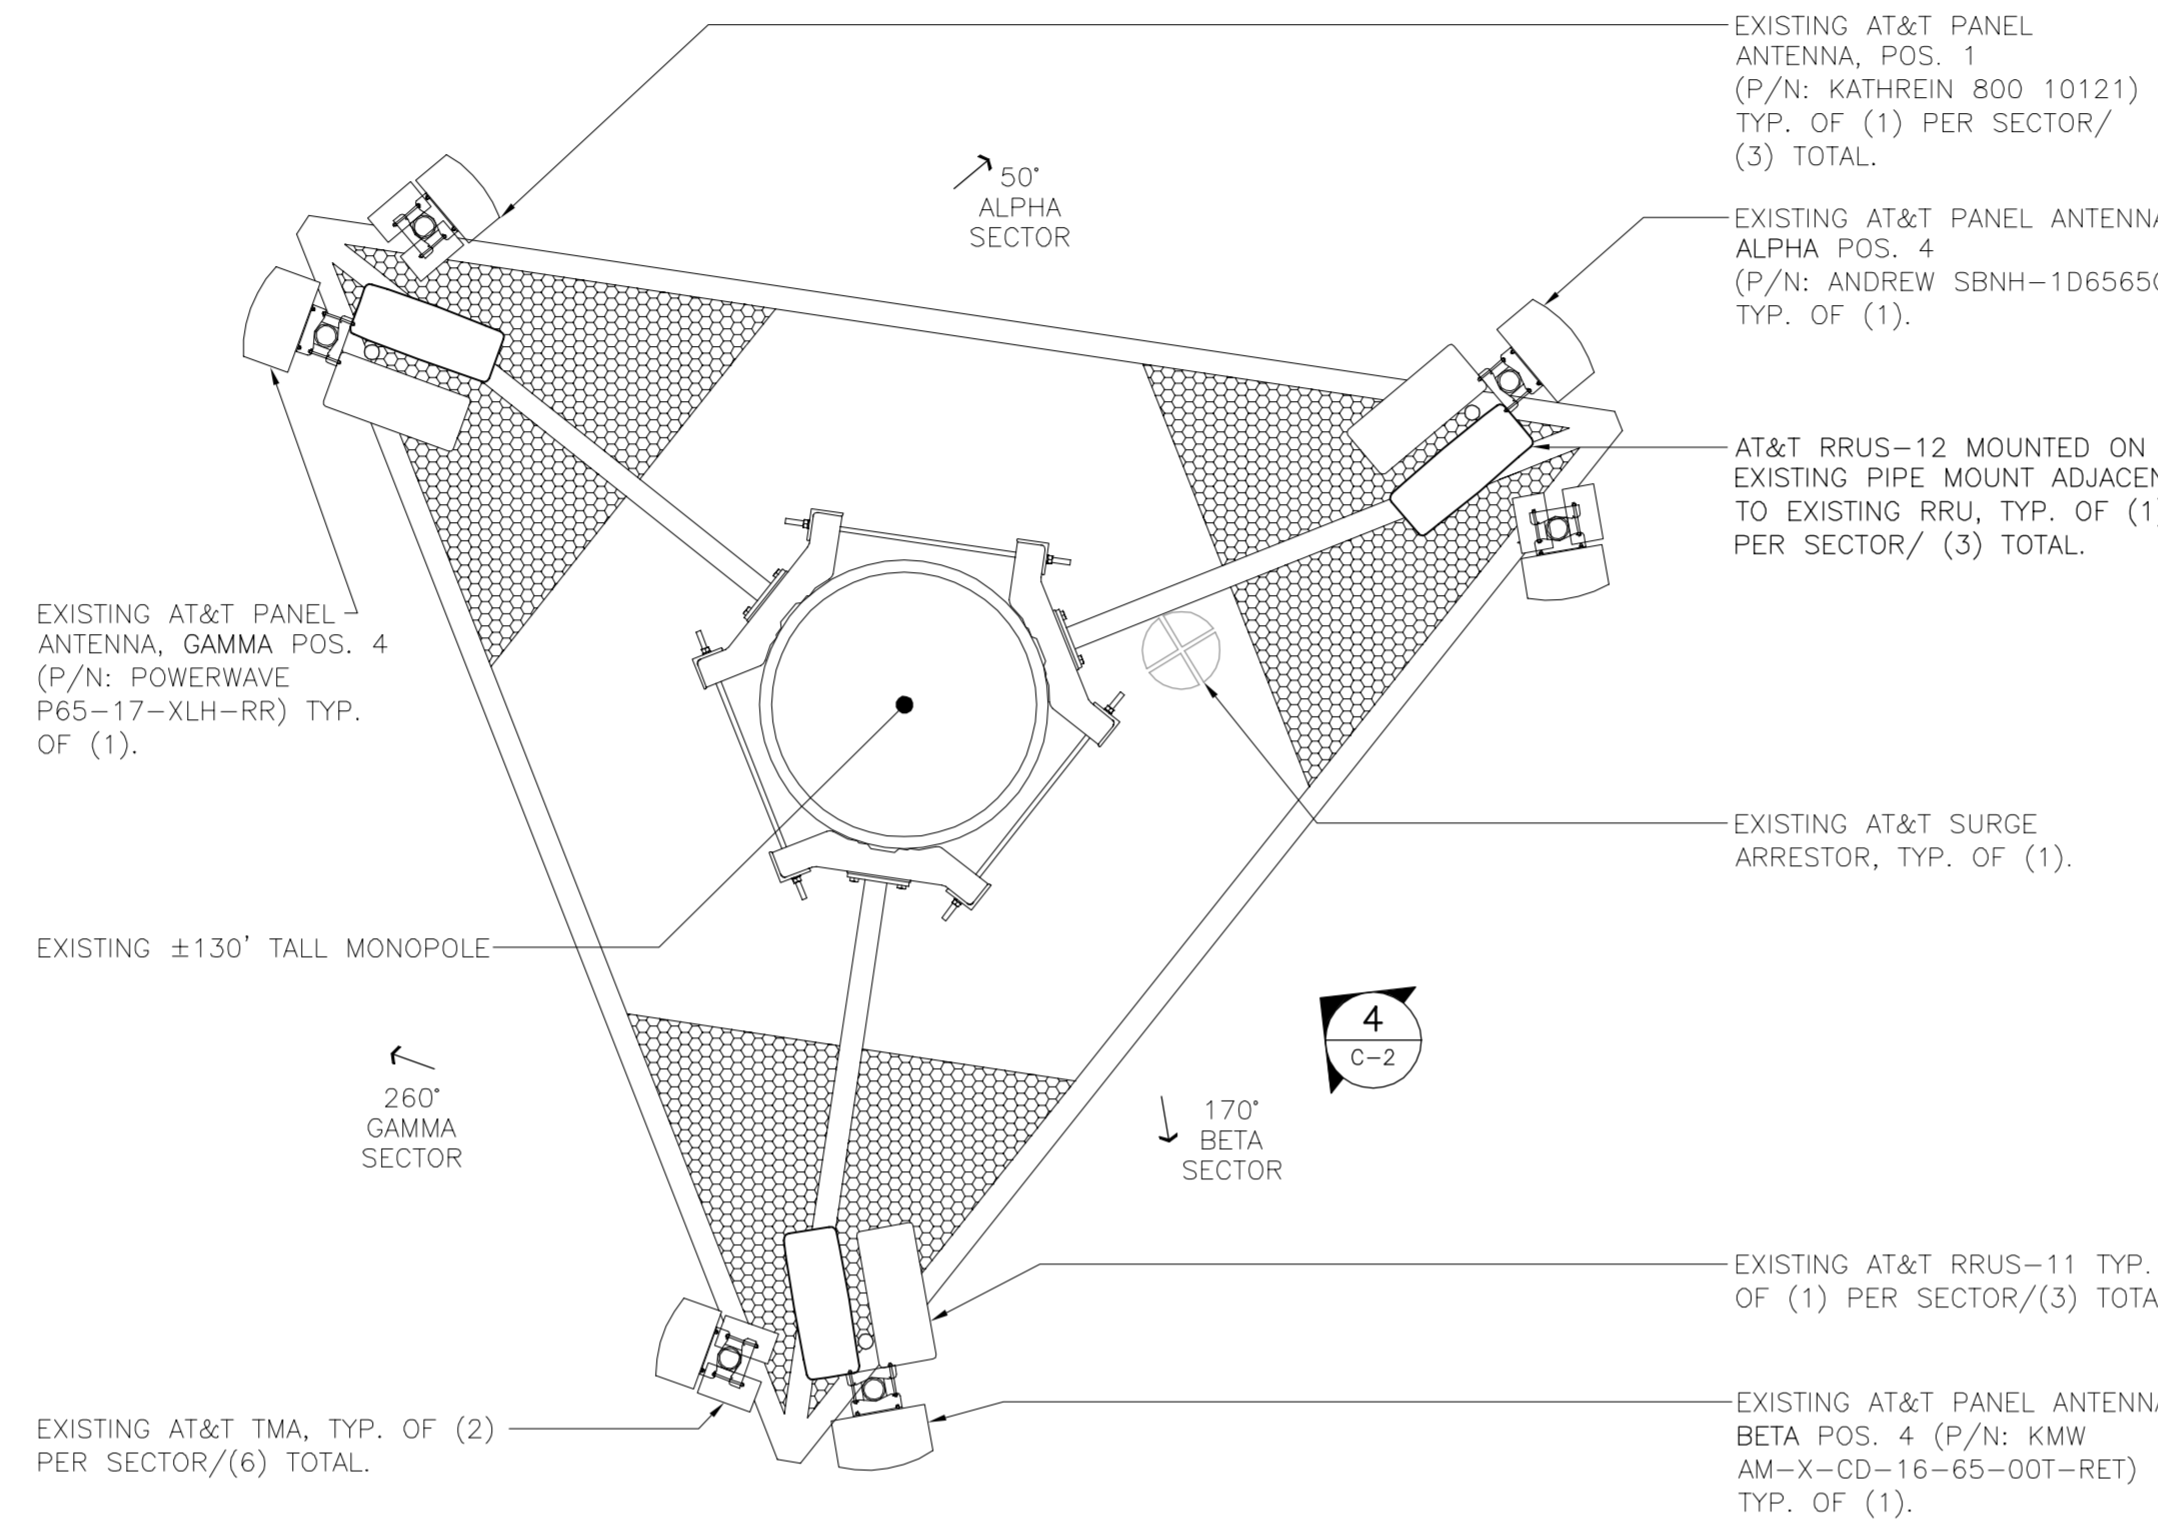 EXISTING AT&T PANEL
ANTENNA, POS. 1
(P/N: KATHREIN 800 10121)
TYP. OF (1) PER SECTOR/
(3) TOTAL.
50°
ALPHA
SECTOR
EXISTING AT&T PANEL ANTENNA
ALPHA POS. 4
(P/N: ANDREW SBNH-1D6565
TYP. OF (1).
AT&T RRUS-12 MOUNTED ON
EXISTING PIPE MOUNT ADJACEN
TO EXISTING RRU, TYP. OF (1)
PER SECTOR/ (3) TOTAL.
EXISTING AT&T PANEL
ANTENNA, GAMMA POS. 4
(P/N: POWERWAVE
P65-17-XLH-RR) TYP.
OF (1).
EXISTING AT&T SURGE
ARRESTOR, TYP. OF (1).
EXISTING ±130' TALL MONOPOLE
4
C-2
260°
GAMMA
SECTOR
170°
BETA
SECTOR
EXISTING AT&T RRUS-11 TYP.
OF (1) PER SECTOR/(3) TOTA
EXISTING AT&T TMA, TYP. OF (2)
PER SECTOR/(6) TOTAL.
EXISTING AT&T PANEL ANTENNA
BETA POS. 4 (P/N: KMW
AM-X-CD-16-65-00T-RET)
TYP. OF (1).